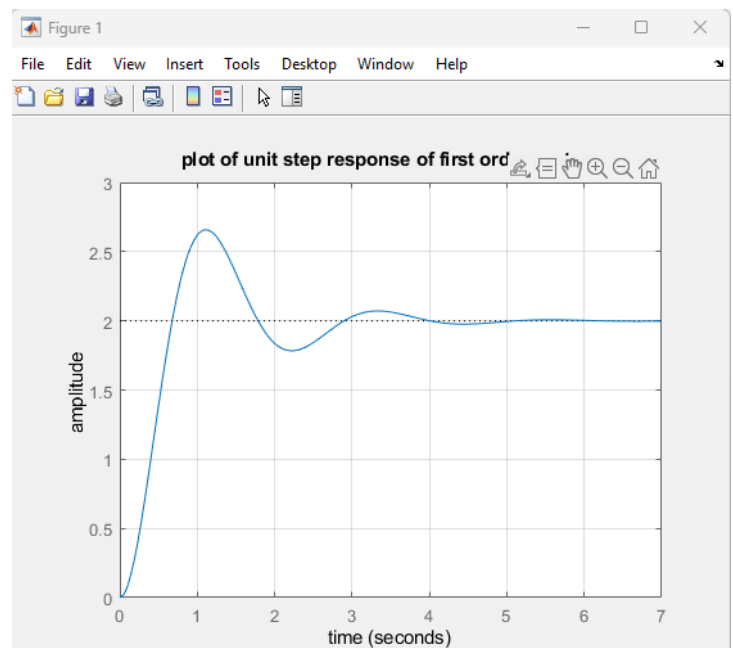 Figure 1
File Edit View Insert Tools Desktop Window Help
plot of unit step response of first
3
2.5
2
1.5
1
0.5
0
amplitude
0 1 2 3 4 5 6 7
time (seconds)